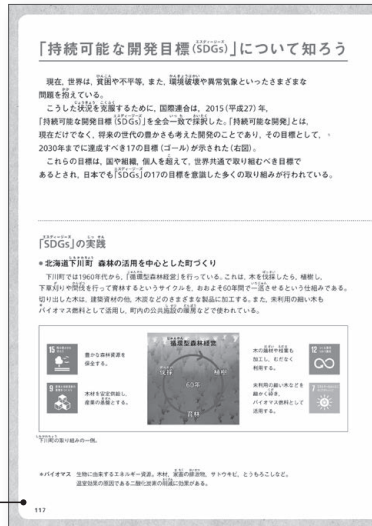 「持続可能な開発目標(SDGs)」について知ろう
現在, 世界は, 貧困や不平等, また, 環境破壊や異常気象といったさまざまな
問題を抱えている。
こうした状況を克服するために, 国際連合は, 2015(平成27)年,
「持続可能な開発目標(SDGs)」を全会一致で採択した。「持続可能な開発」とは,
現在だけでなく, 将来の世代の豊かさも考えた開発のことであり, その目標として,
2030年までに達成すべき17の目標(ゴール)が示された(右図)。
これらの目標は, 国や組織, 個人を超えて, 世界共通で取り組むべき目標で
あるとされ, 日本でも「SDGs」の17の目標を意識した多くの取り組みが行われている。
「SDGs」の実践
●北海道下川町 森林の活用を中心とした町づくり
下川町では1960年代から,「循環型森林経営」を行っている。これは, 木を伐採したら, 植樹し,
下草刈りや間伐を行って育林するというサイクルを, おおよそ60年間で一巡させるという仕組みである。
切り出した木は, 建築資材の他, 木炭などのさまざまな製品に加工する。また, 未利用の細い木も
バイオマス燃料として活用し, 町内の公共施設の暖房などで使われている。
循環型森林経営
伐採
植樹
60年
育林
15
豊かな森林資源を
保全する。
9
木材を安定供給し,
産業の基盤とする。
木の端材や枝葉も
加工し, むだなく
利用する。
12
未利用の細い木などを
細かく砕き,
バイオマス燃料として
活用する。
7
下川町の取り組みの一例。
*バイオマス 生物に由来するエネルギー資源。木材, 家畜の排泄物, サトウキビ, とうもろこしなど。
温室効果の原因である二酸化炭素の削減に効果がある。
112